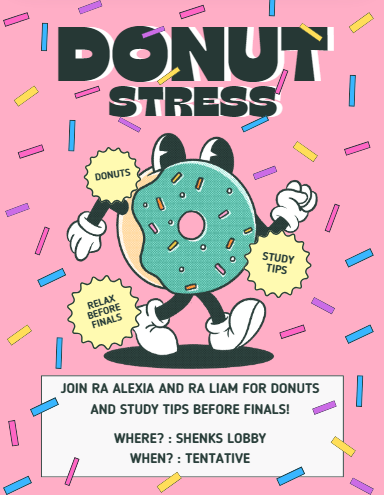 DONUT
STRESS
DONUTS
STUDY
TIPS
RELAX
BEFORE
FINALS
JOIN RA ALEXIA AND RA LIAM FOR DONUTS
AND STUDY TIPS BEFORE FINALS!
WHERE? : SHENKS LOBBY
WHEN? : TENTATIVE